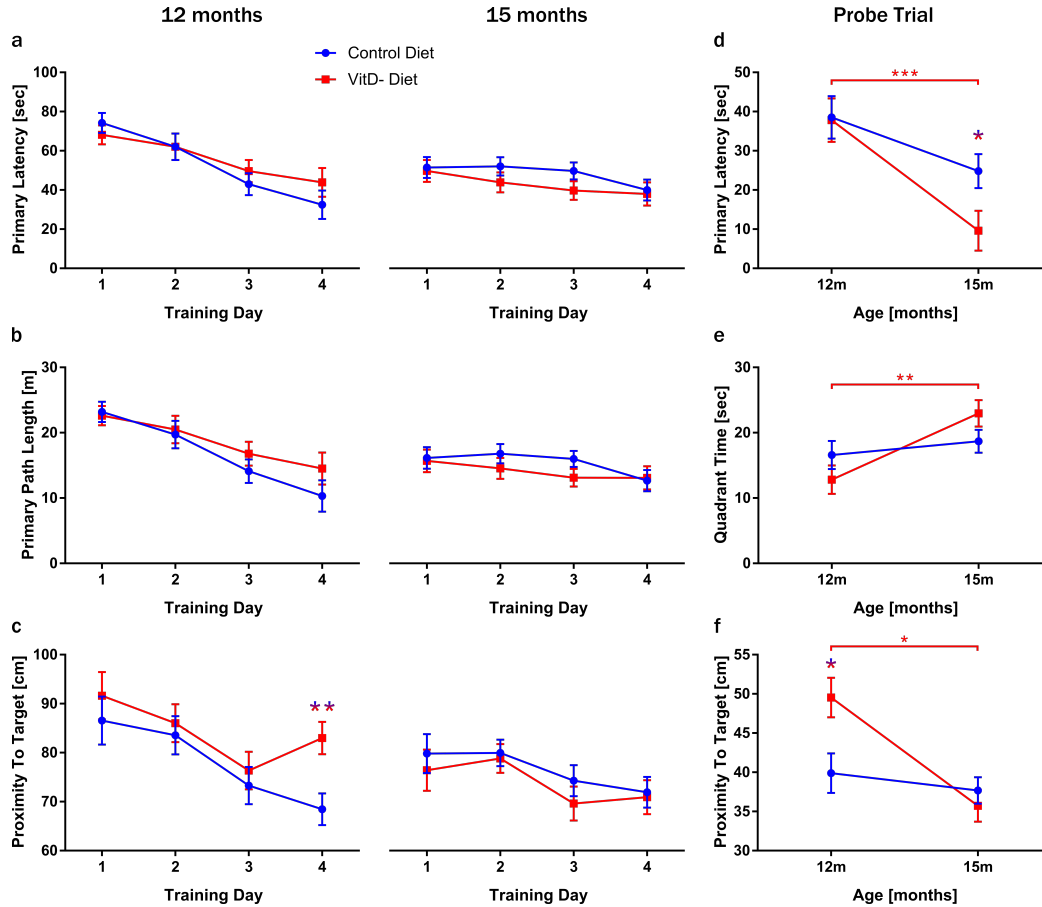 12 months
15 months
Probe Trial
a
Control Diet
VitD- Diet
Primary Latency [sec]
100
80
60
40
20
0
1 2 3 4
Training Day
1 2 3 4
Training Day
d
Primary Latency [sec]
50
40
30
20
10
0
***
*
12m 15m
Age [months]
b
Primary Path Length [m]
30
20
10
0
1 2 3 4
Training Day
1 2 3 4
Training Day
e
Quadrant Time [sec]
30
20
10
0
**
12m 15m
Age [months]
c
Proximity To Target [cm]
100
90
80
70
60
**
1 2 3 4
Training Day
1 2 3 4
Training Day
f
Proximity To Target [cm]
55
50
45
40
35
30
*
*
12m 15m
Age [months]